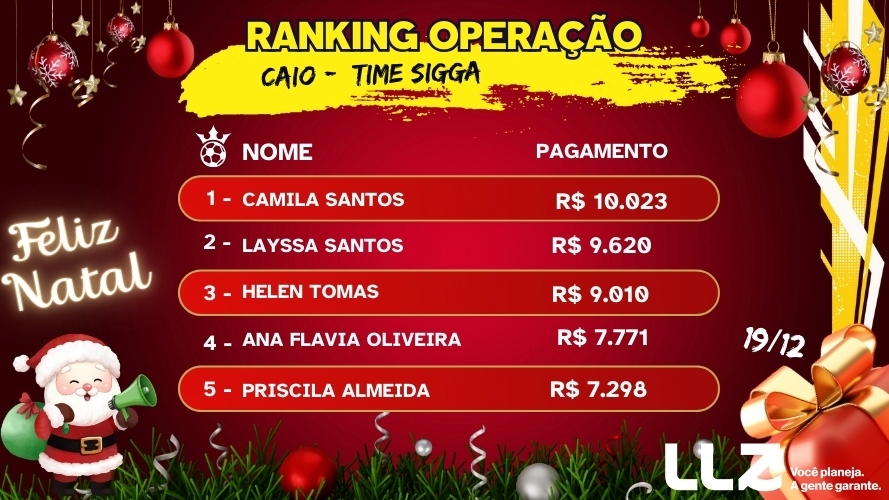 RANKING OPERAÇÃO
CAIO - TIME SIGGA
NOME PAGAMENTO
1 - CAMILA SANTOS R$ 10.023
2 - LAYSSA SANTOS R$ 9.620
3 - HELEN TOMAS R$ 9.010
4 - ANA FLAVIA OLIVEIRA R$ 7.771
5 - PRISCILA ALMEIDA R$ 7.298
Feliz
Natal
19/12
LLZ
Você planeja.
A gente garante.